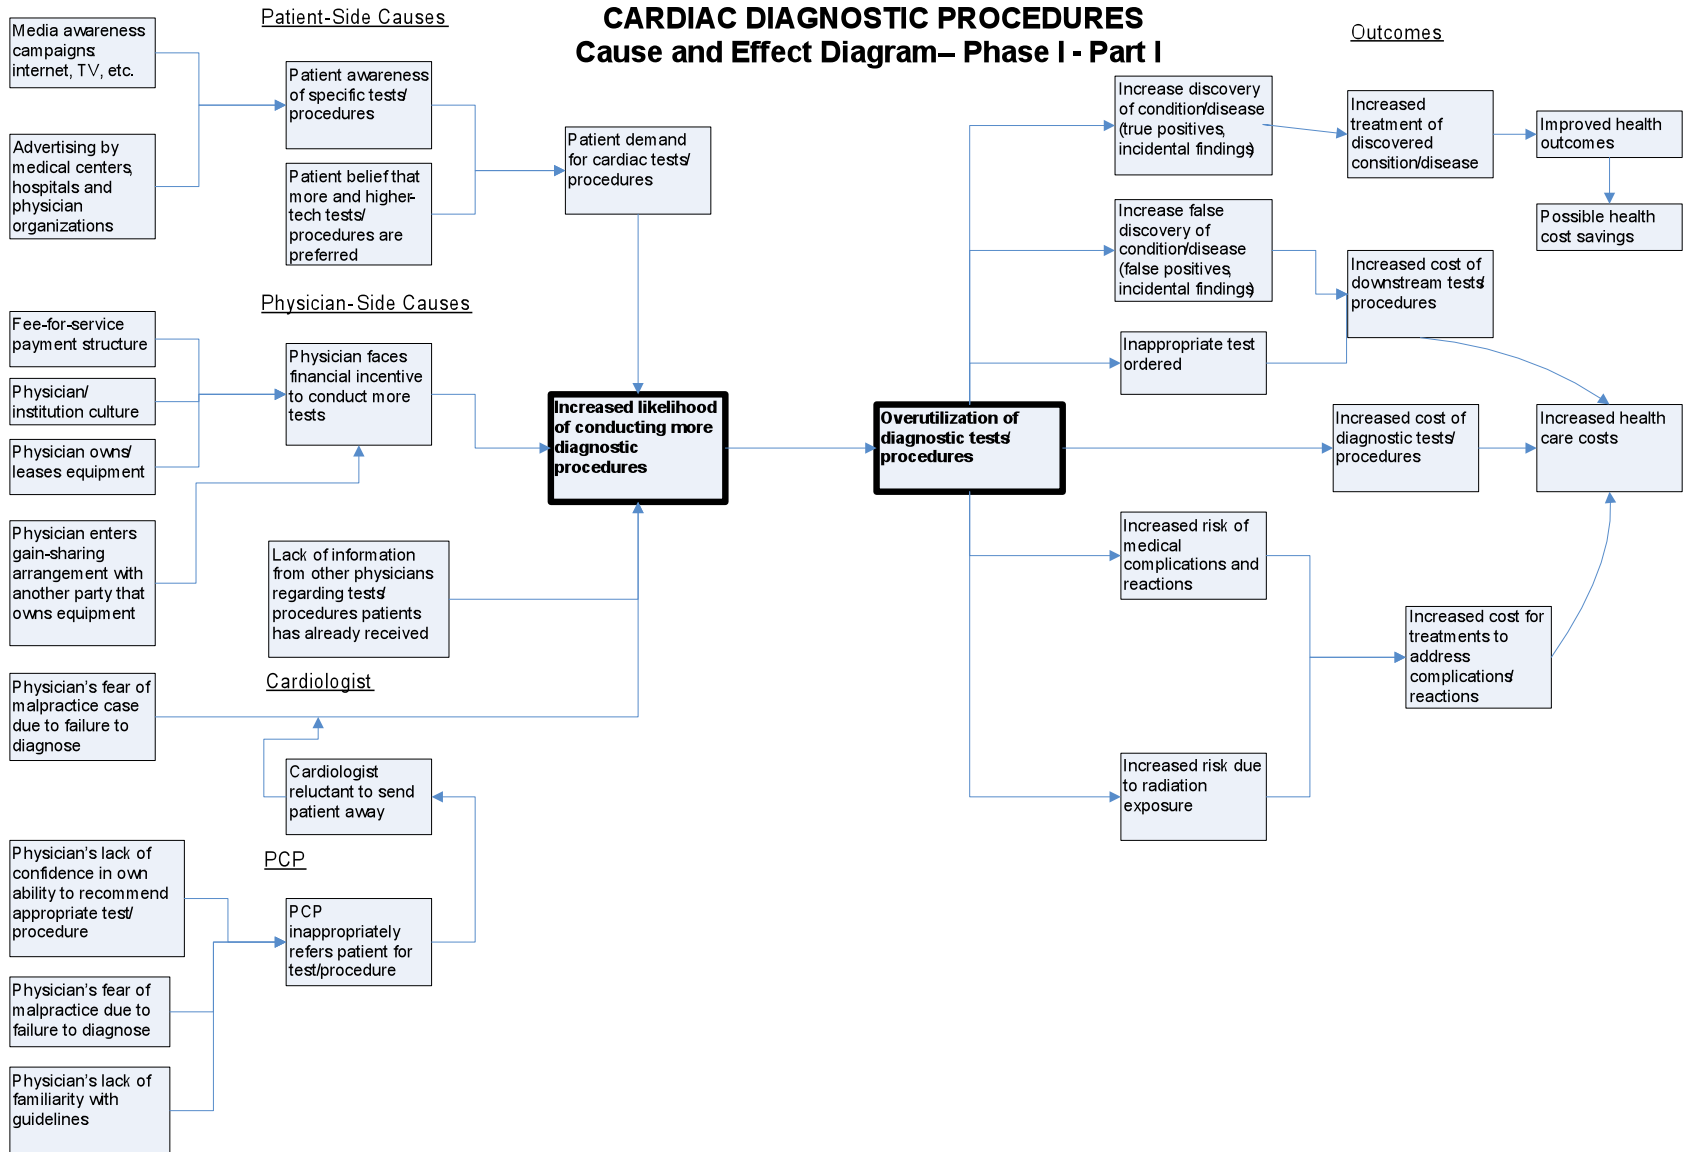 CARDIAC DIAGNOSTIC PROCEDURES
Cause and Effect Diagram– Phase I - Part I
Patient-Side Causes
Media awareness
campaigns:
internet, TV, etc.
Advertising by
medical centers,
hospitals and
physician
organizations
Patient awareness
of specific tests/
procedures
Patient belief that
more and higher-
tech tests/
procedures are
preferred
Patient demand
for cardiac tests/
procedures
Physician-Side Causes
Fee-for-service
payment structure
Physician/
institution culture
Physician owns/
leases equipment
Physician enters
gain-sharing
arrangement with
another party that
owns equipment
Physician faces
financial incentive
to conduct more
tests
Lack of information
from other physicians
regarding tests/
procedures patients
has already received
Cardiologist
Physician's fear of
malpractice case
due to failure to
diagnose
Cardiologist
reluctant to send
patient away
PCP
Physician's lack of
confidence in own
ability to recommend
appropriate test/
procedure
Physician's fear of
malpractice due to
failure to diagnose
Physician's lack of
familiarity with
guidelines
PCP
inappropriately
refers patient for
test/procedure
Increased likelihood
of conducting more
diagnostic
procedures
Overutilization of
diagnostic tests/
procedures
Outcomes
Increase discovery
of condition/disease
(true positives,
incidental findings)
Increased
treatment of
discovered
consition/disease
Improved health
outcomes
Possible health
cost savings
Increase false
discovery of
condition/disease
(false positives,
incidental findings)
Increased cost of
downstream tests/
procedures
Inappropriate test
ordered
Increased cost of
diagnostic tests/
procedures
Increased health
care costs
Increased risk of
medical
complications and
reactions
Increased cost for
treatments to
address
complications/
reactions
Increased risk due
to radiation
exposure